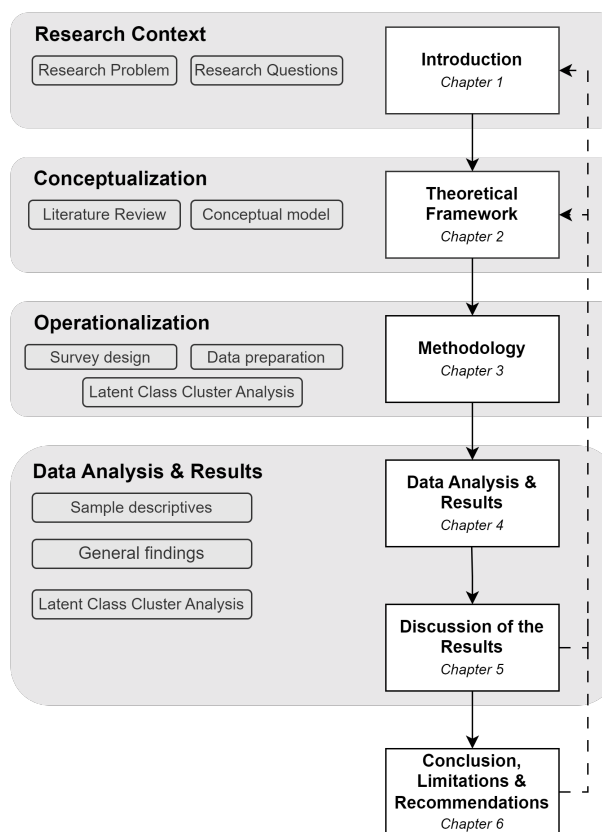 Research Context
Research Problem
Research Questions
Introduction
Chapter 1
Conceptualization
Literature Review
Conceptual model
Theoretical
Framework
Chapter 2
Operationalization
Survey design
Data preparation
Latent Class Cluster Analysis
Methodology
Chapter 3
Data Analysis & Results
Sample descriptives
General findings
Latent Class Cluster Analysis
Data Analysis &
Results
Chapter 4
Discussion of the
Results
Chapter 5
Conclusion,
Limitations &
Recommendations
Chapter 6